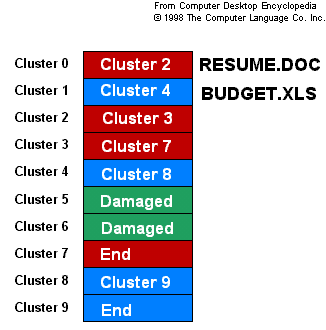 From Computer Desktop Encyclopedia
© 1998 The Computer Language Co. Inc.
Cluster 0 Cluster 2 RESUME.DOC
Cluster 1 Cluster 4 BUDGET.XLS
Cluster 2 Cluster 3
Cluster 3 Cluster 7
Cluster 4 Cluster 8
Cluster 5 Damaged
Cluster 6 Damaged
Cluster 7 End
Cluster 8 Cluster 9
Cluster 9 End